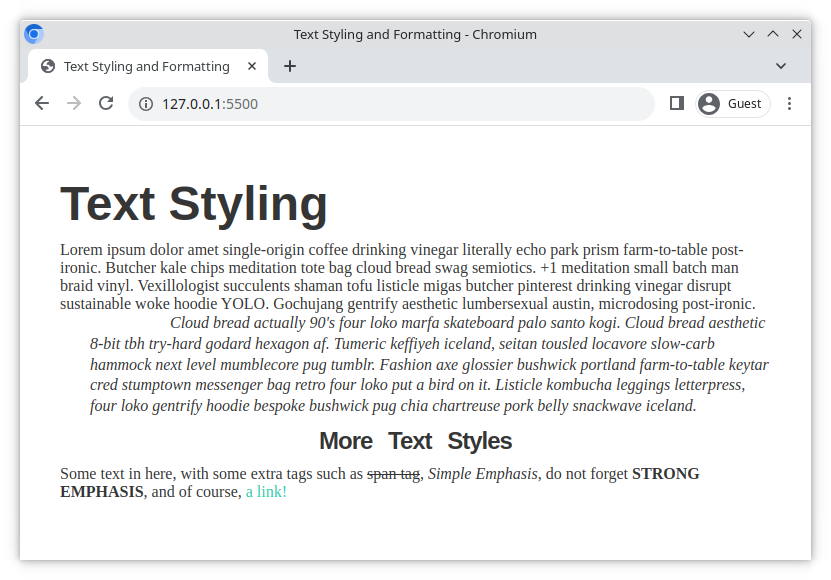 Text Styling and Formatting - Chromium
Text Styling and Formatting
127.0.0.1:5500
Guest
Text Styling
Lorem ipsum dolor amet single-origin coffee drinking vinegar literally echo park prism farm-to-table post-
ironic. Butcher kale chips meditation tote bag cloud bread swag semiotics. +1 meditation small batch man
braid vinyl. Vexillologist succulents shaman tofu listicle migas butcher pinterest drinking vinegar disrupt
sustainable woke hoodie YOLO. Gochujang gentrify aesthetic lumbersexual austin, microdosing post-ironic.
Cloud bread actually 90's four loko marfa skateboard palo santo kogi. Cloud bread aesthetic
8-bit tbh try-hard godard hexagon af. Tumeric keffiyeh iceland, seitan tousled locavore slow-carb
hammock next level mumblecore pug tumblr. Fashion axe glossier bushwick portland farm-to-table keytar
cred stumptown messenger bag retro four loko put a bird on it. Listicle kombucha leggings letterpress,
four loko gentrify hoodie bespoke bushwick pug chia chartreuse pork belly snackwave iceland.
More Text Styles
Some text in here, with some extra tags such as span tag, Simple Emphasis, do not forget STRONG
EMPHASIS, and of course, a link!